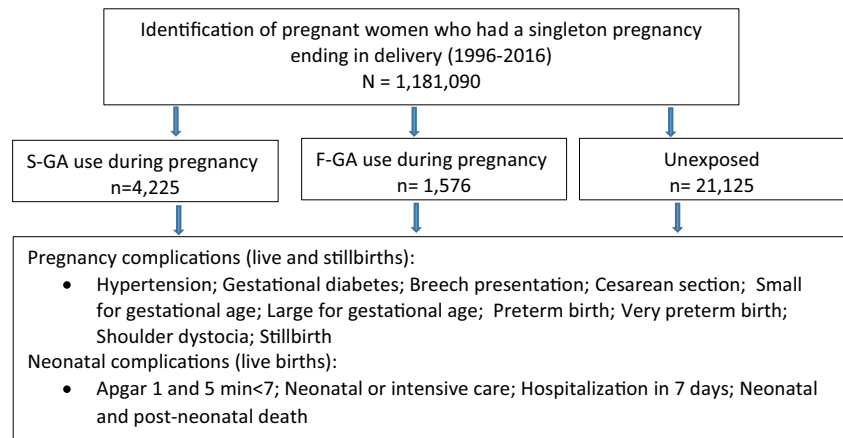 Identification of pregnant women who had a singleton pregnancy
ending in delivery (1996-2016)
N = 1,181,090
S-GA use during pregnancy
n=4,225
F-GA use during pregnancy
n= 1,576
Unexposed
n= 21,125
Pregnancy complications (live and stillbirths):
• Hypertension; Gestational diabetes; Breech presentation; Cesarean section; Small
for gestational age; Large for gestational age; Preterm birth; Very preterm birth;
Shoulder dystocia; Stillbirth
Neonatal complications (live births):
• Apgar 1 and 5 min<7; Neonatal or intensive care; Hospitalization in 7 days; Neonatal
and post-neonatal death